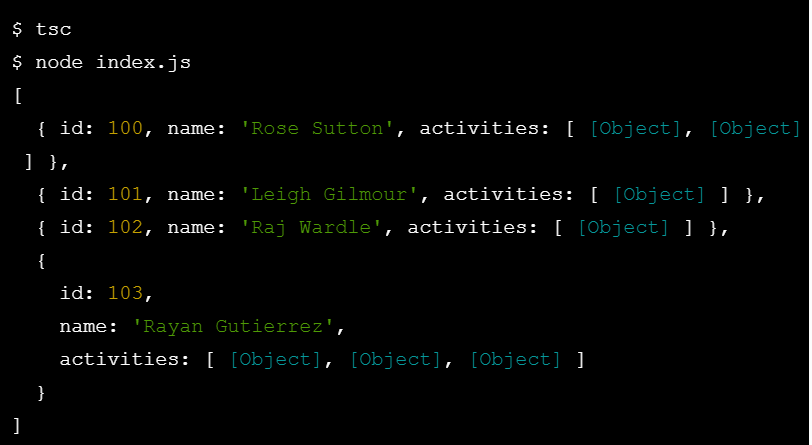 $ tsc
$ node index.js
[
  { id: 100, name: 'Rose Sutton', activities: [ [Object], [Object]
 ] },
  { id: 101, name: 'Leigh Gilmour', activities: [ [Object] ] },
  { id: 102, name: 'Raj Wardle', activities: [ [Object] ] },
  {
    id: 103,
    name: 'Rayan Gutierrez',
    activities: [ [Object], [Object], [Object] ]
  }
]